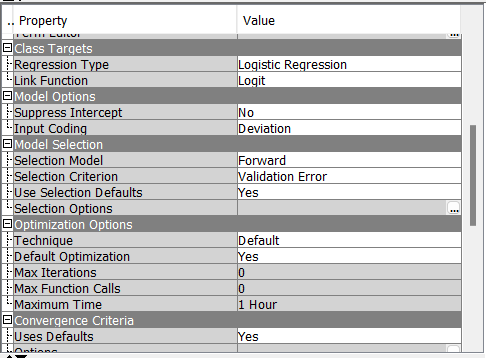 .. Property Value
Term Editor ...
Class Targets
Regression Type Logistic Regression
Link Function Logit
Model Options
Suppress Intercept No
Input Coding Deviation
Model Selection
Selection Model Forward
Selection Criterion Validation Error
Use Selection Defaults Yes
Selection Options ...
Optimization Options
Technique Default
Default Optimization Yes
Max Iterations 0
Max Function Calls 0
Maximum Time 1 Hour
Convergence Criteria
Uses Defaults Yes
Options ...